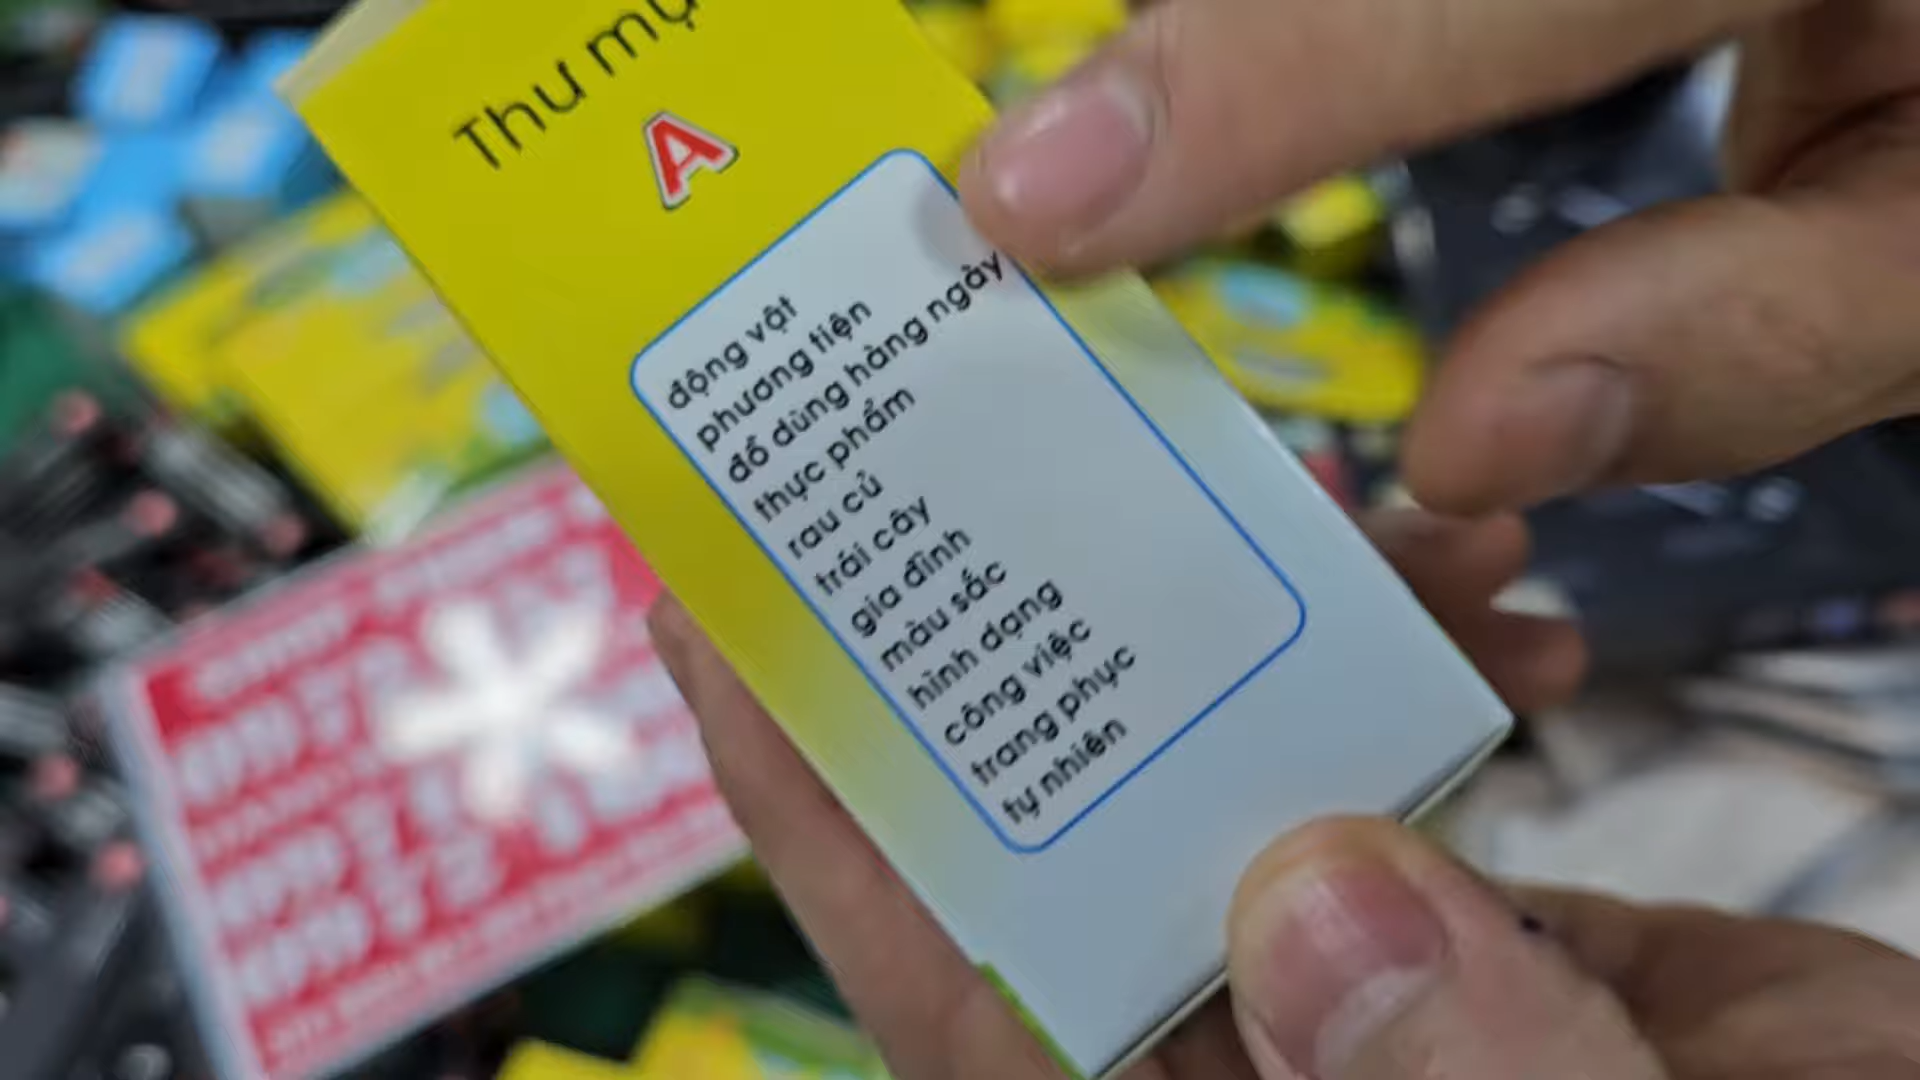 Thư mụ
A
động vật
phương tiện
đồ dùng hàng ngày
thực phẩm
rau củ
trái cây
gia đình
màu sắc
hình dạng
công việc
trang phục
tự nhiên